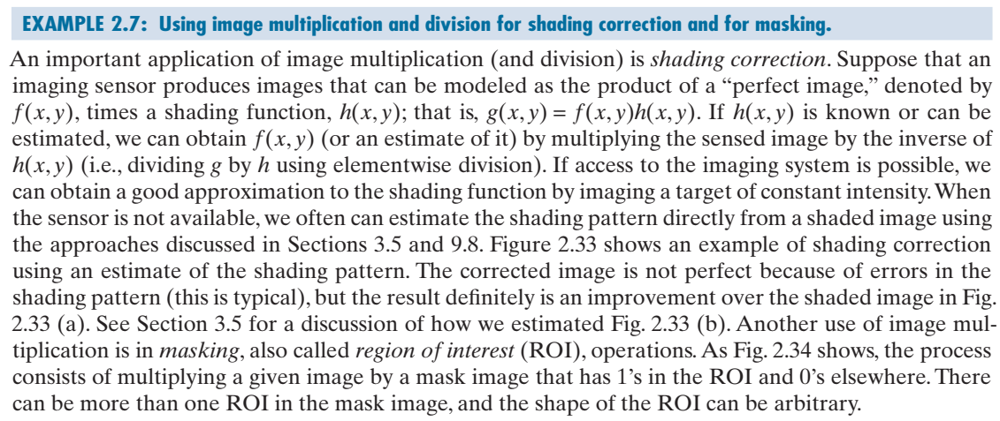 EXAMPLE 2.7: Using image multiplication and division for shading correction and for masking.
An important application of image multiplication (and division) is shading correction. Suppose that an
imaging sensor produces images that can be modeled as the product of a “perfect image,” denoted by
f(x,y), times a shading function, h(x,y); that is, g(x,y) = f(x,y)h(x,y). If h(x,y) is known or can be
estimated, we can obtain f(x,y) (or an estimate of it) by multiplying the sensed image by the inverse of
h(x,y) (i.e., dividing g by h using elementwise division). If access to the imaging system is possible, we
can obtain a good approximation to the shading function by imaging a target of constant intensity. When
the sensor is not available, we often can estimate the shading pattern directly from a shaded image using
the approaches discussed in Sections 3.5 and 9.8. Figure 2.33 shows an example of shading correction
using an estimate of the shading pattern. The corrected image is not perfect because of errors in the
shading pattern (this is typical), but the result definitely is an improvement over the shaded image in Fig.
2.33 (a). See Section 3.5 for a discussion of how we estimated Fig. 2.33 (b). Another use of image mul-
tiplication is in masking, also called region of interest (ROI), operations. As Fig. 2.34 shows, the process
consists of multiplying a given image by a mask image that has 1’s in the ROI and 0’s elsewhere. There
can be more than one ROI in the mask image, and the shape of the ROI can be arbitrary.